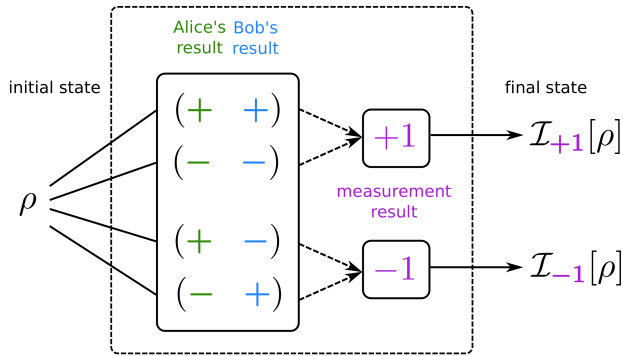 Alice's Bob's
result result
initial state
final state
(+ +)
+1
ℐ₊₁[ρ]
(− −)
measurement
result
ρ
(+ −)
−1
ℐ₋₁[ρ]
(− +)